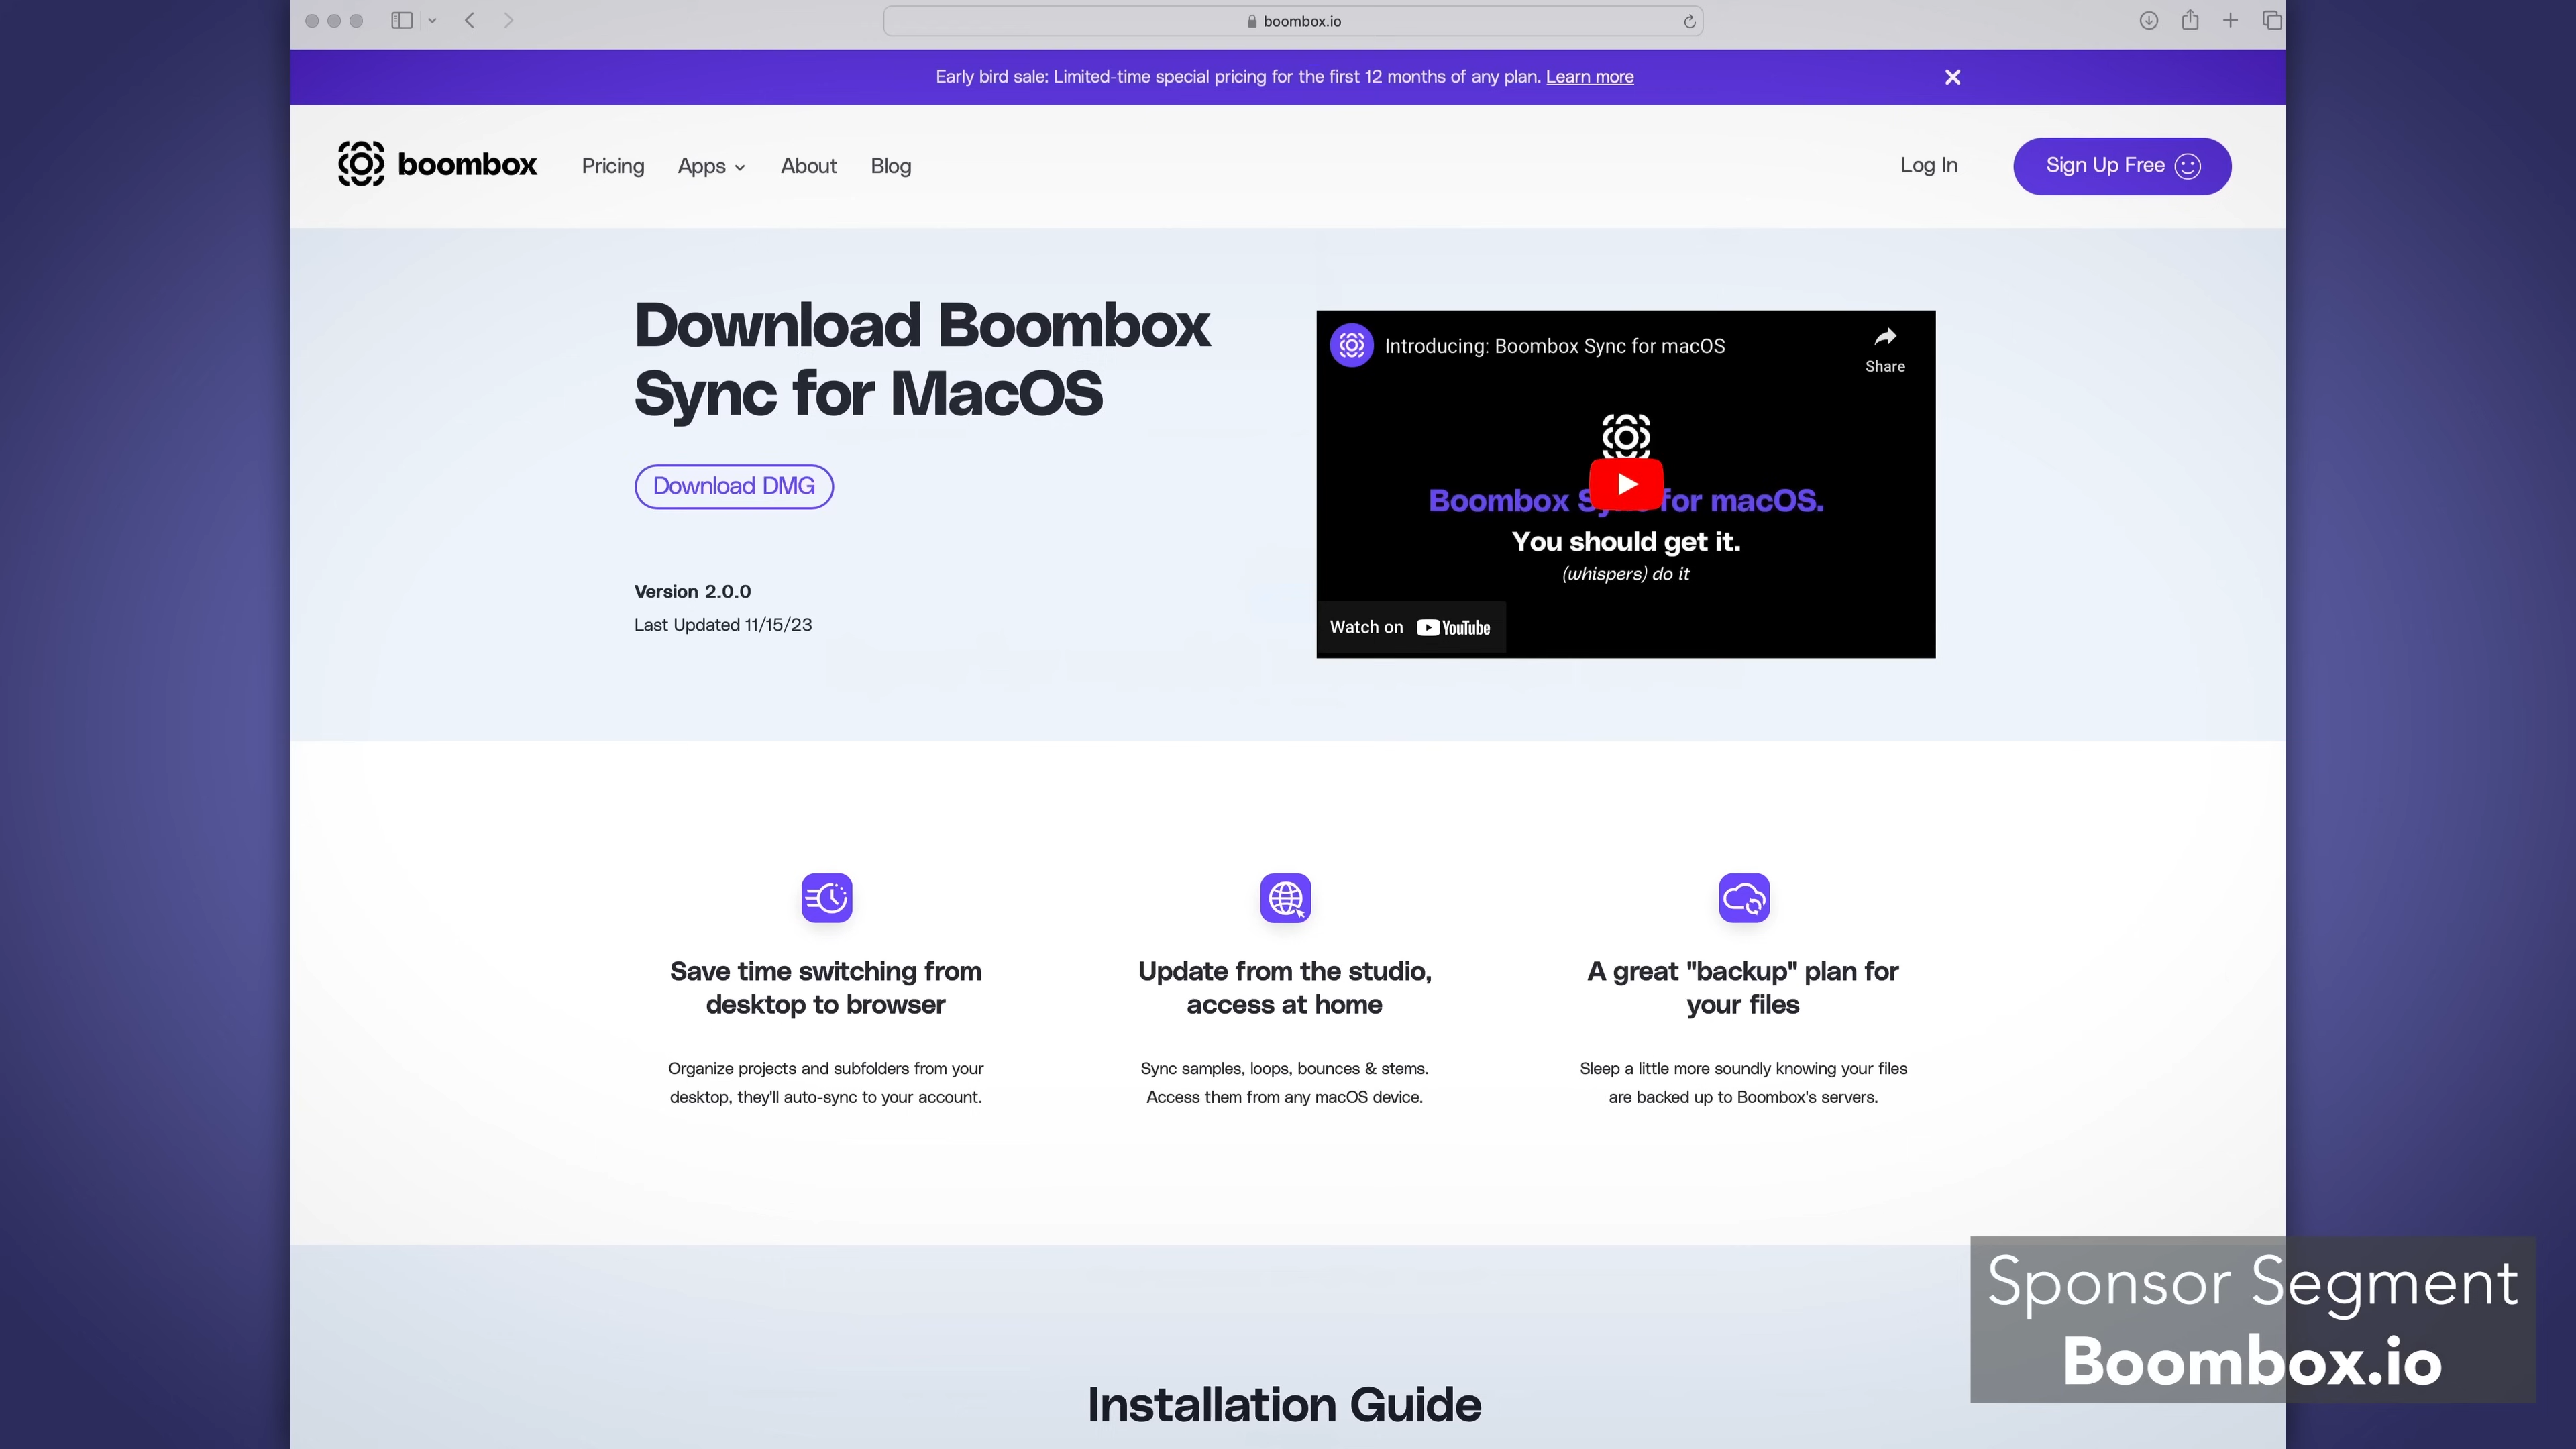 boombox.io
Early bird sale: Limited-time special pricing for the first 12 months of any plan. Learn more
boombox
Pricing
Apps
About
Blog
Log In
Sign Up Free
Download Boombox
Sync for MacOS
Download DMG
Version 2.0.0
Last Updated 11/15/23
Introducing: Boombox Sync for macOS
Share
Boombox Sync for macOS.
You should get it.
(whispers) do it
Watch on YouTube
Save time switching from
desktop to browser
Organize projects and subfolders from your
desktop, they'll auto-sync to your account.
Update from the studio,
access at home
Sync samples, loops, bounces & stems.
Access them from any macOS device.
A great "backup" plan for
your files
Sleep a little more soundly knowing your files
are backed up to Boombox's servers.
Installation Guide
Sponsor Segment
Boombox.io